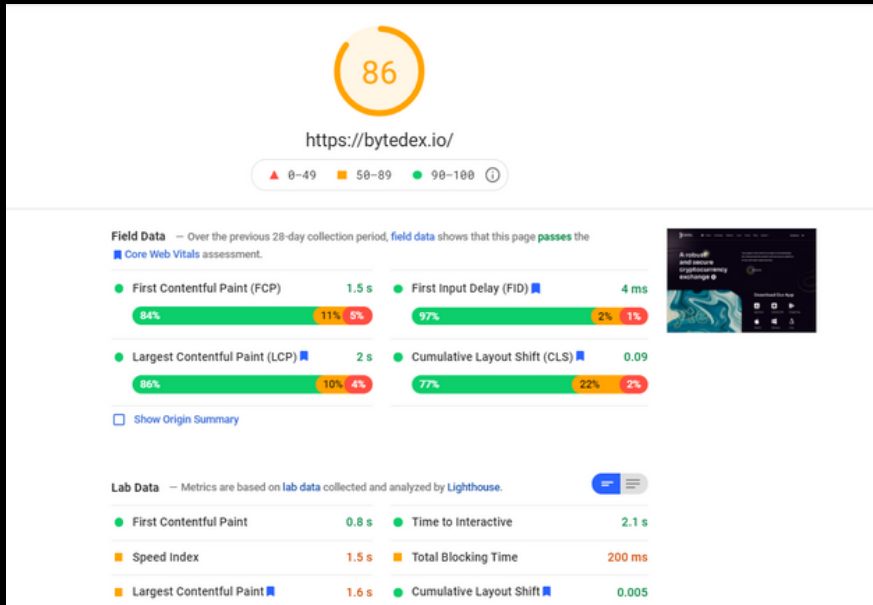 86
https://bytedex.io/
0–49 50–89 90–100
Field Data — Over the previous 28-day collection period, field data shows that this page passes the
Core Web Vitals assessment.
First Contentful Paint (FCP) 1.5 s
84% 11% 5%
First Input Delay (FID) 4 ms
97% 2% 1%
Largest Contentful Paint (LCP) 2 s
86% 10% 4%
Cumulative Layout Shift (CLS) 0.09
77% 22% 2%
Show Origin Summary
A robust
and secure
cryptocurrency
exchange
Download Our App
Lab Data — Metrics are based on lab data collected and analyzed by Lighthouse.
First Contentful Paint 0.8 s
Time to Interactive 2.1 s
Speed Index 1.5 s
Total Blocking Time 200 ms
Largest Contentful Paint 1.6 s
Cumulative Layout Shift 0.005